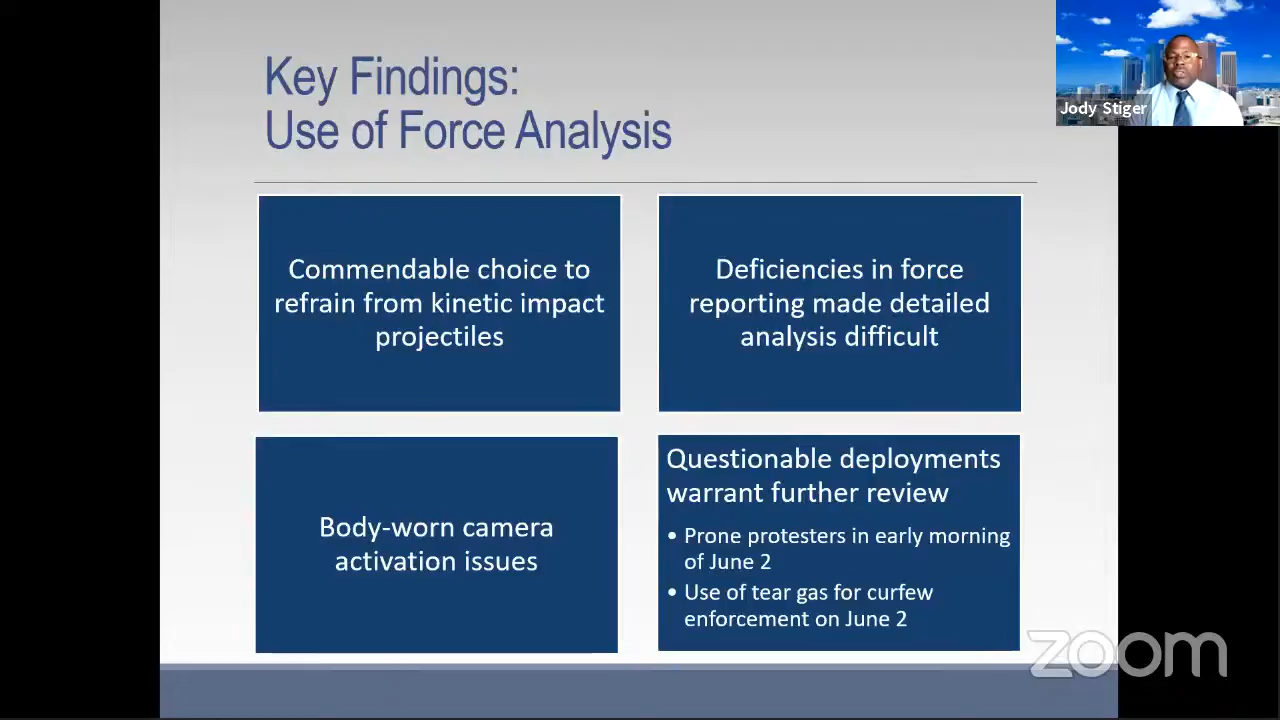 Key Findings:
Use of Force Analysis
Jody Stiger
Commendable choice to
refrain from kinetic impact
projectiles
Deficiencies in force
reporting made detailed
analysis difficult
Body-worn camera
activation issues
Questionable deployments
warrant further review
• Prone protesters in early morning
of June 2
• Use of tear gas for curfew
enforcement on June 2
zoom